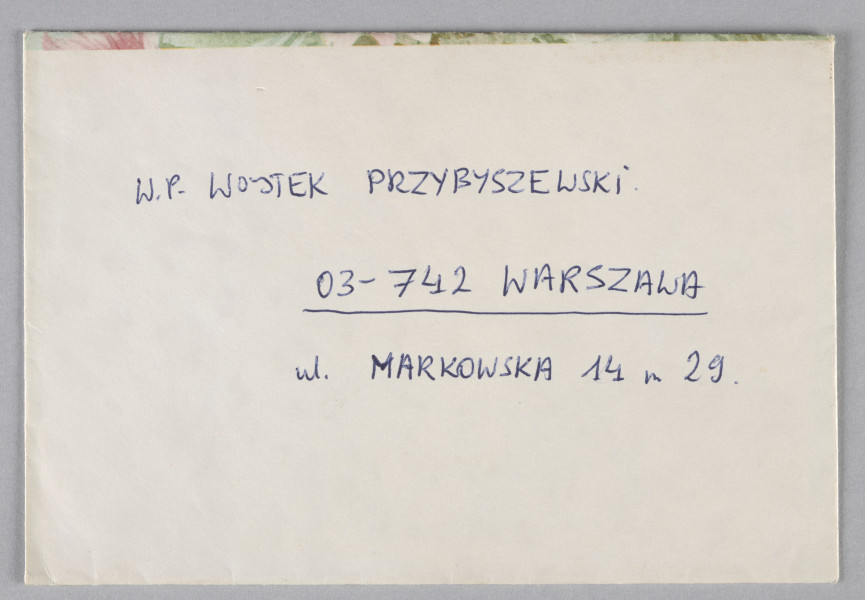 W.P. WOJTEK PRZYBYSZEWSKI.
03-742 WARSZAWA
ul. MARKOWSKA 14 m 29.